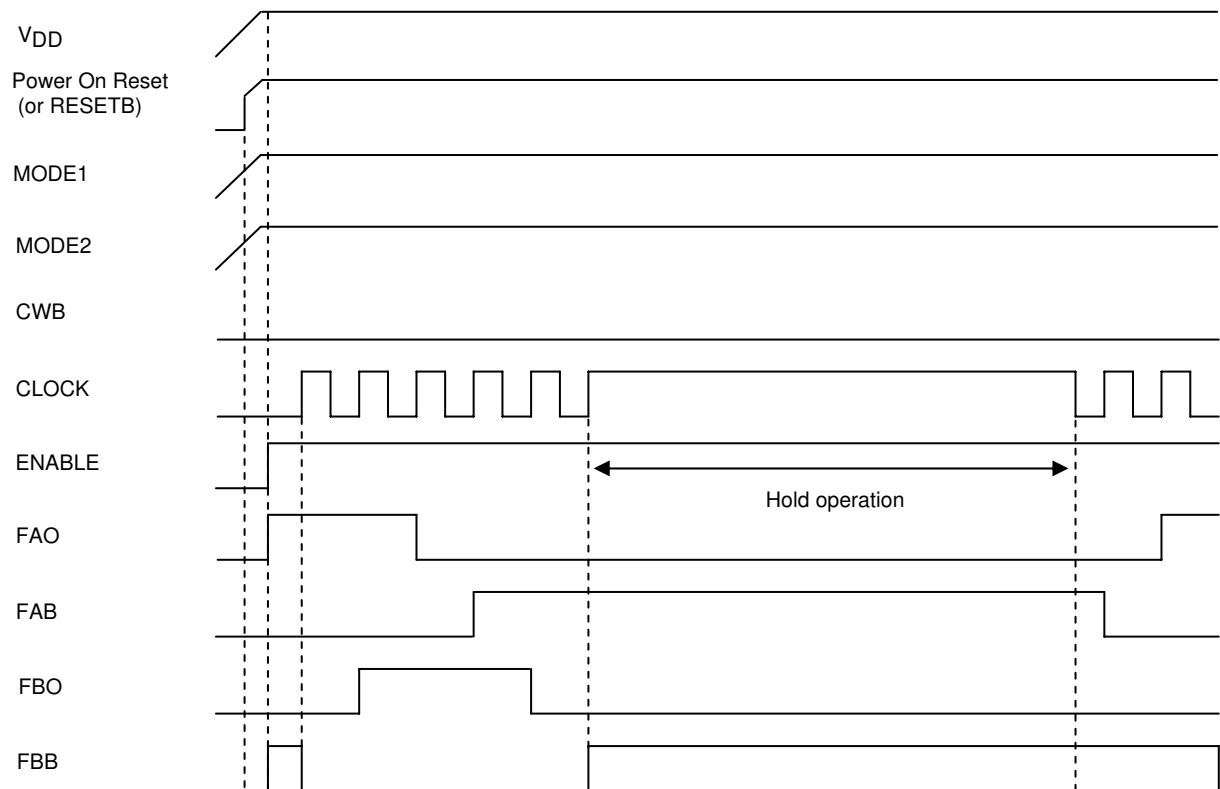 VDD
Power On Reset
(or RESETB)
MODE1
MODE2
CWB
CLOCK
ENABLE
Hold operation
FAO
FAB
FBO
FBB